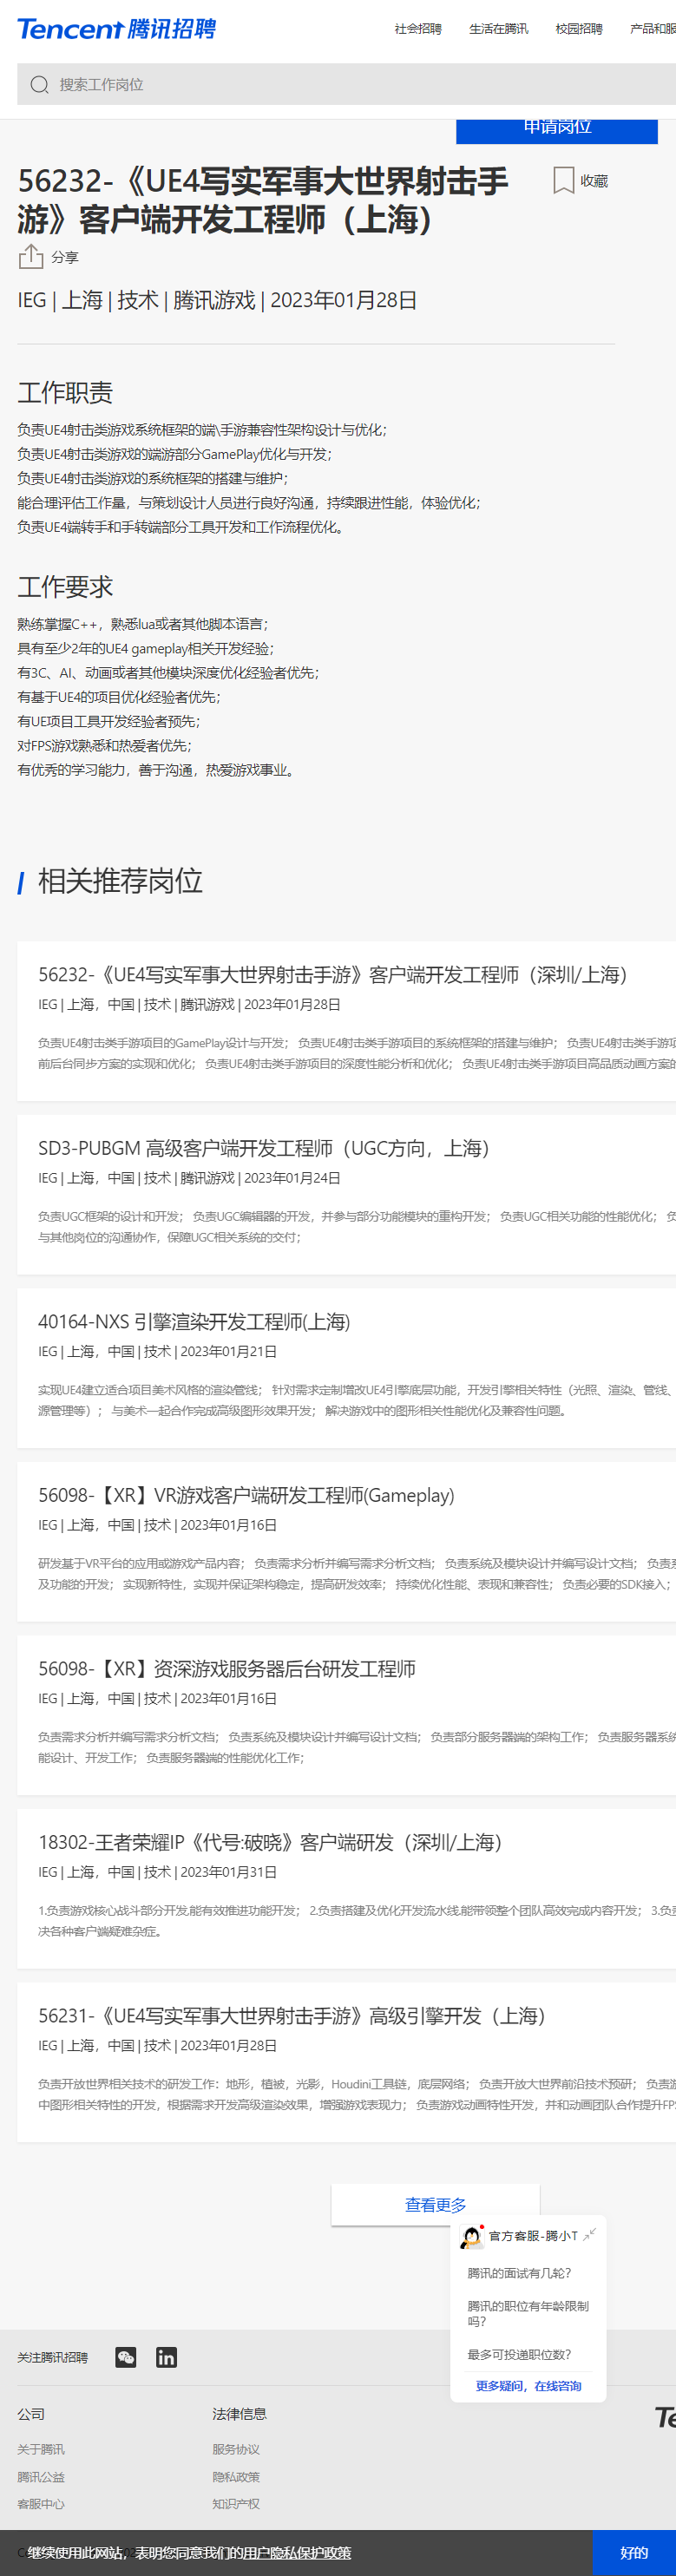 Tencent 腾讯招聘
社会招聘 生活在腾讯 校园招聘 产品和服
搜索工作岗位
申请岗位
56232-《UE4写实军事大世界射击手
游》客户端开发工程师（上海）
收藏
分享
IEG | 上海 | 技术 | 腾讯游戏 | 2023年01月28日
工作职责
负责UE4射击类游戏系统框架的端\手游兼容性架构设计与优化；
负责UE4射击类游戏的端游部分GamePlay优化与开发；
负责UE4射击类游戏的系统框架的搭建与维护；
能合理评估工作量，与策划设计人员进行良好沟通，持续跟进性能，体验优化；
负责UE4端转手和手转端部分工具开发和工作流程优化。
工作要求
熟练掌握C++，熟悉lua或者其他脚本语言；
具有至少2年的UE4 gameplay相关开发经验；
有3C、AI、动画或者其他模块深度优化经验者优先；
有基于UE4的项目优化经验者优先；
有UE项目工具开发经验者预先；
对FPS游戏熟悉和热爱者优先；
有优秀的学习能力，善于沟通，热爱游戏事业。
相关推荐岗位
56232-《UE4写实军事大世界射击手游》客户端开发工程师（深圳/上海）
IEG | 上海，中国 | 技术 | 腾讯游戏 | 2023年01月28日
负责UE4射击类手游项目的GamePlay设计与开发； 负责UE4射击类手游项目的系统框架的搭建与维护； 负责UE4射击类手游项
前后台同步方案的实现和优化； 负责UE4射击类手游项目的深度性能分析和优化； 负责UE4射击类手游项目高品质动画方案的
SD3-PUBGM 高级客户端开发工程师（UGC方向，上海）
IEG | 上海，中国 | 技术 | 腾讯游戏 | 2023年01月24日
负责UGC框架的设计和开发； 负责UGC编辑器的开发，并参与部分功能模块的重构开发； 负责UGC相关功能的性能优化； 负
与其他岗位的沟通协作，保障UGC相关系统的交付；
40164-NXS 引擎渲染开发工程师(上海)
IEG | 上海，中国 | 技术 | 2023年01月21日
实现UE4建立适合项目美术风格的渲染管线； 针对需求定制增改UE4引擎底层功能，开发引擎相关特性（光照、渲染、管线、
源管理等）； 与美术一起合作完成高级图形效果开发； 解决游戏中的图形相关性能优化及兼容性问题。
56098-【XR】VR游戏客户端研发工程师(Gameplay)
IEG | 上海，中国 | 技术 | 2023年01月16日
研发基于VR平台的应用或游戏产品内容； 负责需求分析并编写需求分析文档； 负责系统及模块设计并编写设计文档； 负责系
及功能的开发； 实现新特性，实现并保证架构稳定，提高研发效率； 持续优化性能、表现和兼容性； 负责必要的SDK接入；
56098-【XR】资深游戏服务器后台研发工程师
IEG | 上海，中国 | 技术 | 2023年01月16日
负责需求分析并编写需求分析文档； 负责系统及模块设计并编写设计文档； 负责部分服务器端的架构工作； 负责服务器系统
能设计、开发工作； 负责服务器端的性能优化工作；
18302-王者荣耀IP《代号:破晓》客户端研发（深圳/上海）
IEG | 上海，中国 | 技术 | 2023年01月31日
1.负责游戏核心战斗部分开发,能有效推进功能开发； 2.负责搭建及优化开发流水线,能带领整个团队高效完成内容开发； 3.负责
决各种客户端疑难杂症。
56231-《UE4写实军事大世界射击手游》高级引擎开发（上海）
IEG | 上海，中国 | 技术 | 2023年01月28日
负责开放世界相关技术的研发工作：地形，植被，光影，Houdini工具链，底层网络； 负责开放大世界前沿技术预研； 负责游
中图形相关特性的开发，根据需求开发高级渲染效果，增强游戏表现力； 负责游戏动画特性开发，并和动画团队合作提升FPS
查看更多
官方客服-腾小T
腾讯的面试有几轮？
腾讯的职位有年龄限制
吗？
最多可投递职位数？
更多疑问，在线咨询
关注腾讯招聘
公司 法律信息
关于腾讯 服务协议
腾讯公益 隐私政策
客服中心 知识产权
继续使用此网站，表明您同意我们的用户隐私保护政策
好的